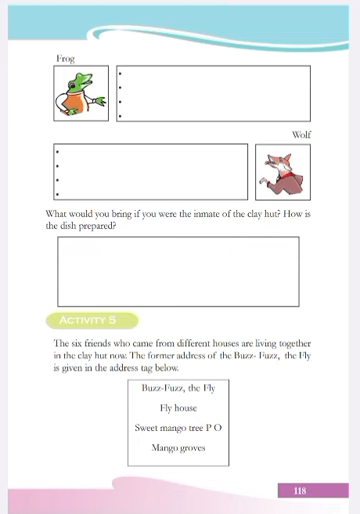 Frog
Wolf
What would you bring if you were the inmate of the clay hut? How is
the dish prepared?
ACTIVITY 5
The six friends who came from different houses are living together
in the clay hut now. The former address of the Buzz- Fuzz, the Fly
is given in the address tag below.
Buzz-Fuzz, the Fly
Fly house
Sweet mango tree P O
Mango groves
118